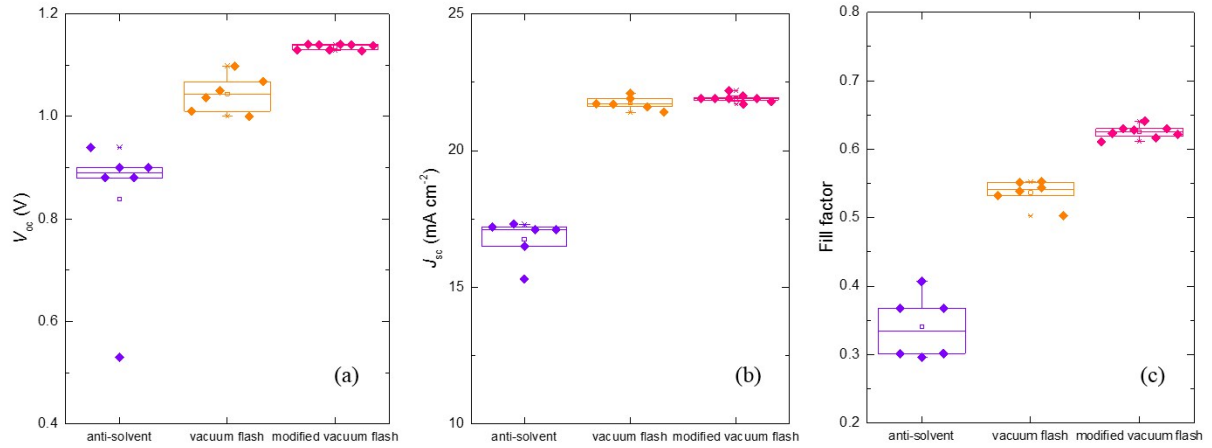 1.2
1.0
0.8
0.6
0.4
Voc (V)
anti-solvent
vacuum flash
modified vacuum flash
(a)
25
20
15
10
Jsc (mA cm-2)
anti-solvent
vacuum flash
modified vacuum flash
(b)
0.8
0.7
0.6
0.5
0.4
0.3
0.2
Fill factor
anti-solvent
vacuum flash
modified vacuum flash
(c)